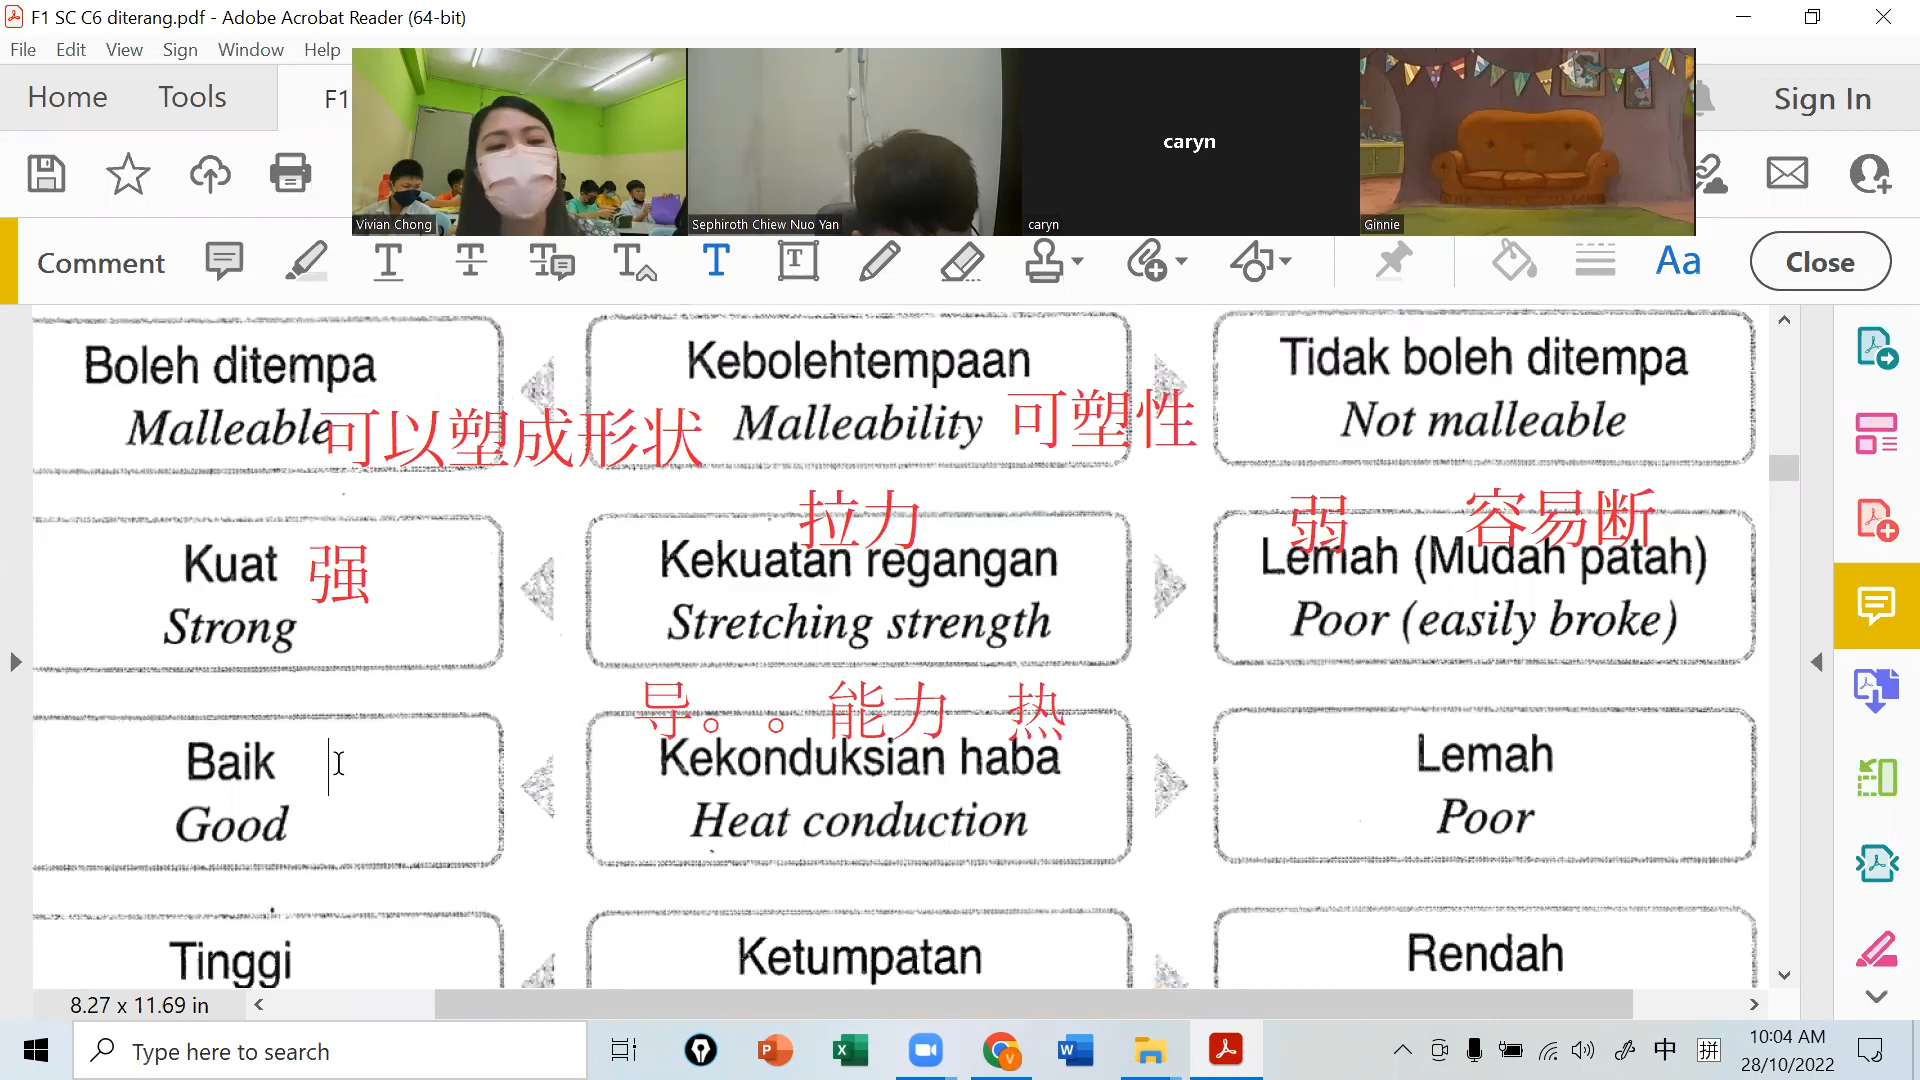 F1 SC C6 diterang.pdf - Adobe Acrobat Reader (64-bit)
File Edit View Sign Window Help
Home Tools F1
Sign In
Vivian Chong
Sephiroth Chiew Nuo Yan
caryn
caryn
Ginnie
Comment
Aa
Close
Boleh ditempa
Malleable
可以塑成形状
Kebolehtempaan
Malleability
可塑性
Tidak boleh ditempa
Not malleable
Kuat
强
Strong
拉力
Kekuatan regangan
Stretching strength
弱 容易断
Lemah (Mudah patah)
Poor (easily broke)
Baik
Good
导。。能力 热
Kekonduksian haba
Heat conduction
Lemah
Poor
Tinggi
Ketumpatan
Rendah
8.27 x 11.69 in
Type here to search
中
拼
10:04 AM
28/10/2022